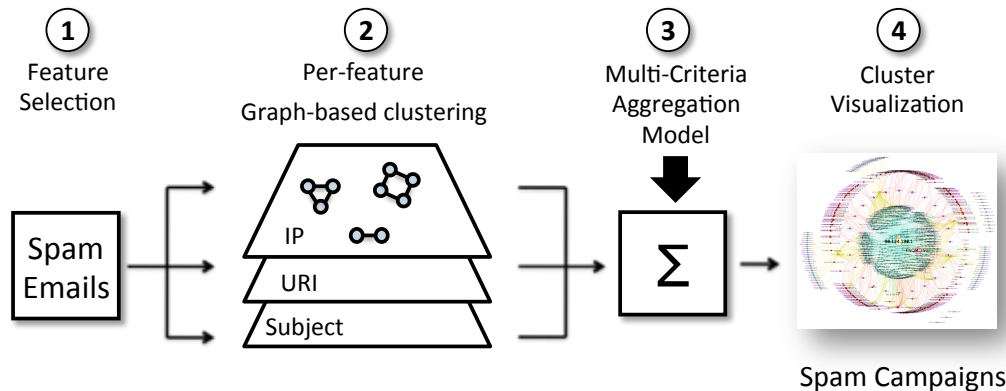 1
Feature
Selection
2
Per-feature
Graph-based clustering
3
Multi-Criteria
Aggregation
Model
4
Cluster
Visualization
Spam
Emails
IP
URI
Subject
Σ
Spam Campaigns